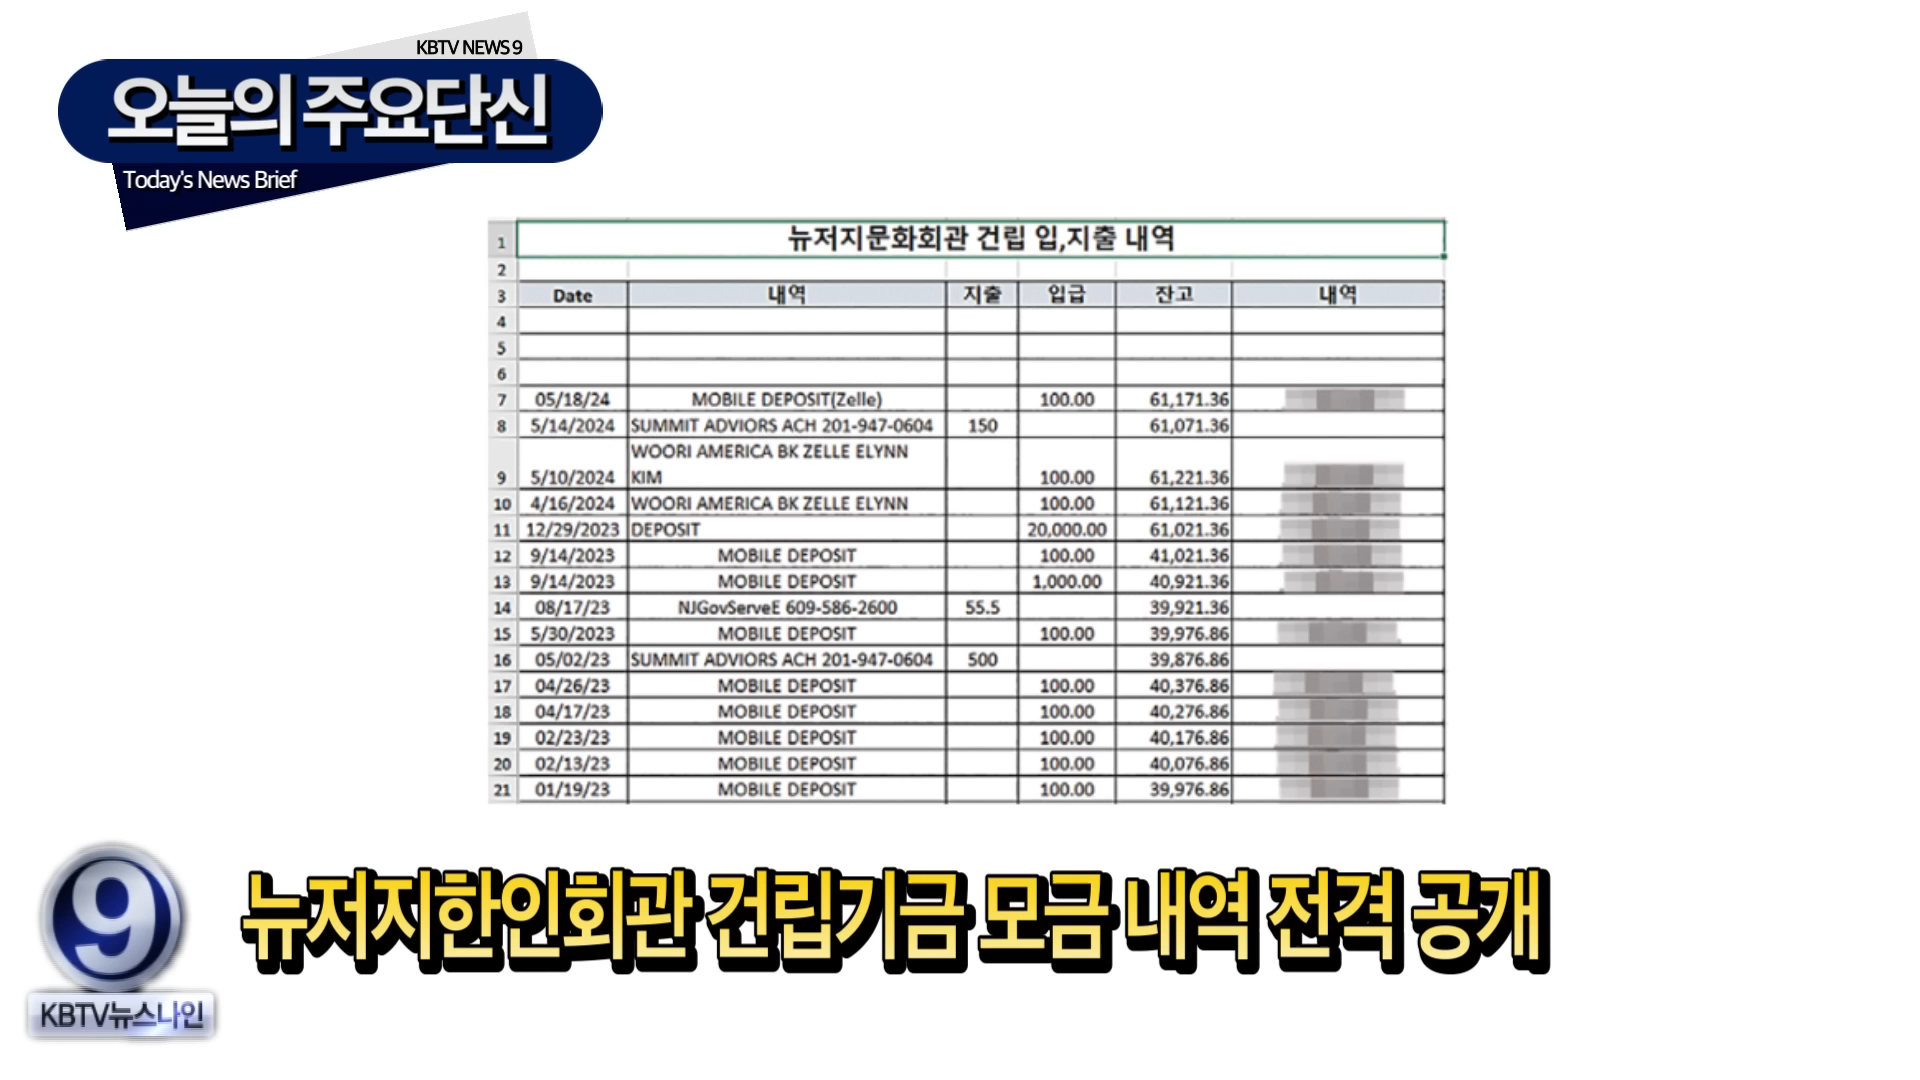 KBTV NEWS 9
오늘의 주요단신
Today's News Brief
1 뉴저지문화회관 건립 입,지출 내역
2
3 Date 내역 지출 입급 잔고 내역
4
5
6
7 05/18/24 MOBILE DEPOSIT(Zelle) 100.00 61,171.36
8 5/14/2024 SUMMIT ADVIORS ACH 201-947-0604 150 61,071.36
WOORI AMERICA BK ZELLE ELYNN
9 5/10/2024 KIM 100.00 61,221.36
10 4/16/2024 WOORI AMERICA BK ZELLE ELYNN 100.00 61,121.36
11 12/29/2023 DEPOSIT 20,000.00 61,021.36
12 9/14/2023 MOBILE DEPOSIT 100.00 41,021.36
13 9/14/2023 MOBILE DEPOSIT 1,000.00 40,921.36
14 08/17/23 NJGovServeE 609-586-2600 55.5 39,921.36
15 5/30/2023 MOBILE DEPOSIT 100.00 39,976.86
16 05/02/23 SUMMIT ADVIORS ACH 201-947-0604 500 39,876.86
17 04/26/23 MOBILE DEPOSIT 100.00 40,376.86
18 04/17/23 MOBILE DEPOSIT 100.00 40,276.86
19 02/23/23 MOBILE DEPOSIT 100.00 40,176.86
20 02/13/23 MOBILE DEPOSIT 100.00 40,076.86
21 01/19/23 MOBILE DEPOSIT 100.00 39,976.86
9
뉴저지한인회관 건립기금 모금 내역 전격 공개
KBTV뉴스나인